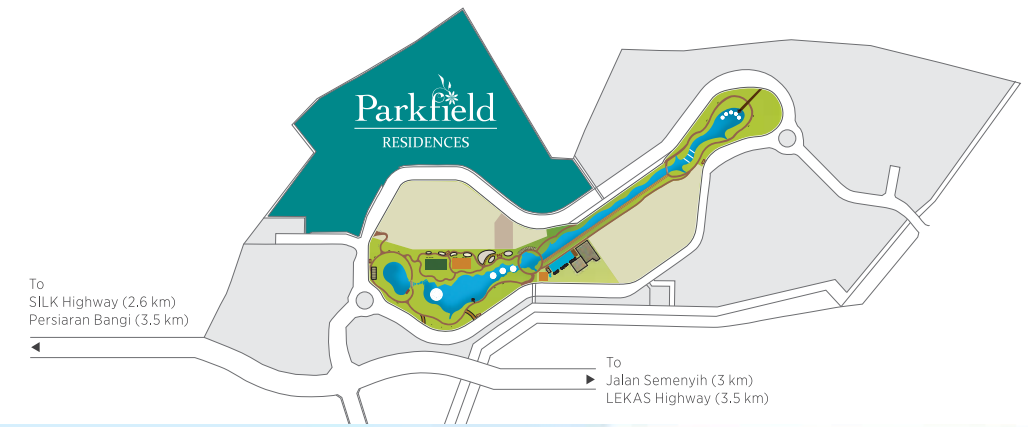 Parkfield
RESIDENCES
To
SILK Highway (2.6 km)
Persiaran Bangi (3.5 km)
To
Jalan Semenyih (3 km)
LEKAS Highway (3.5 km)